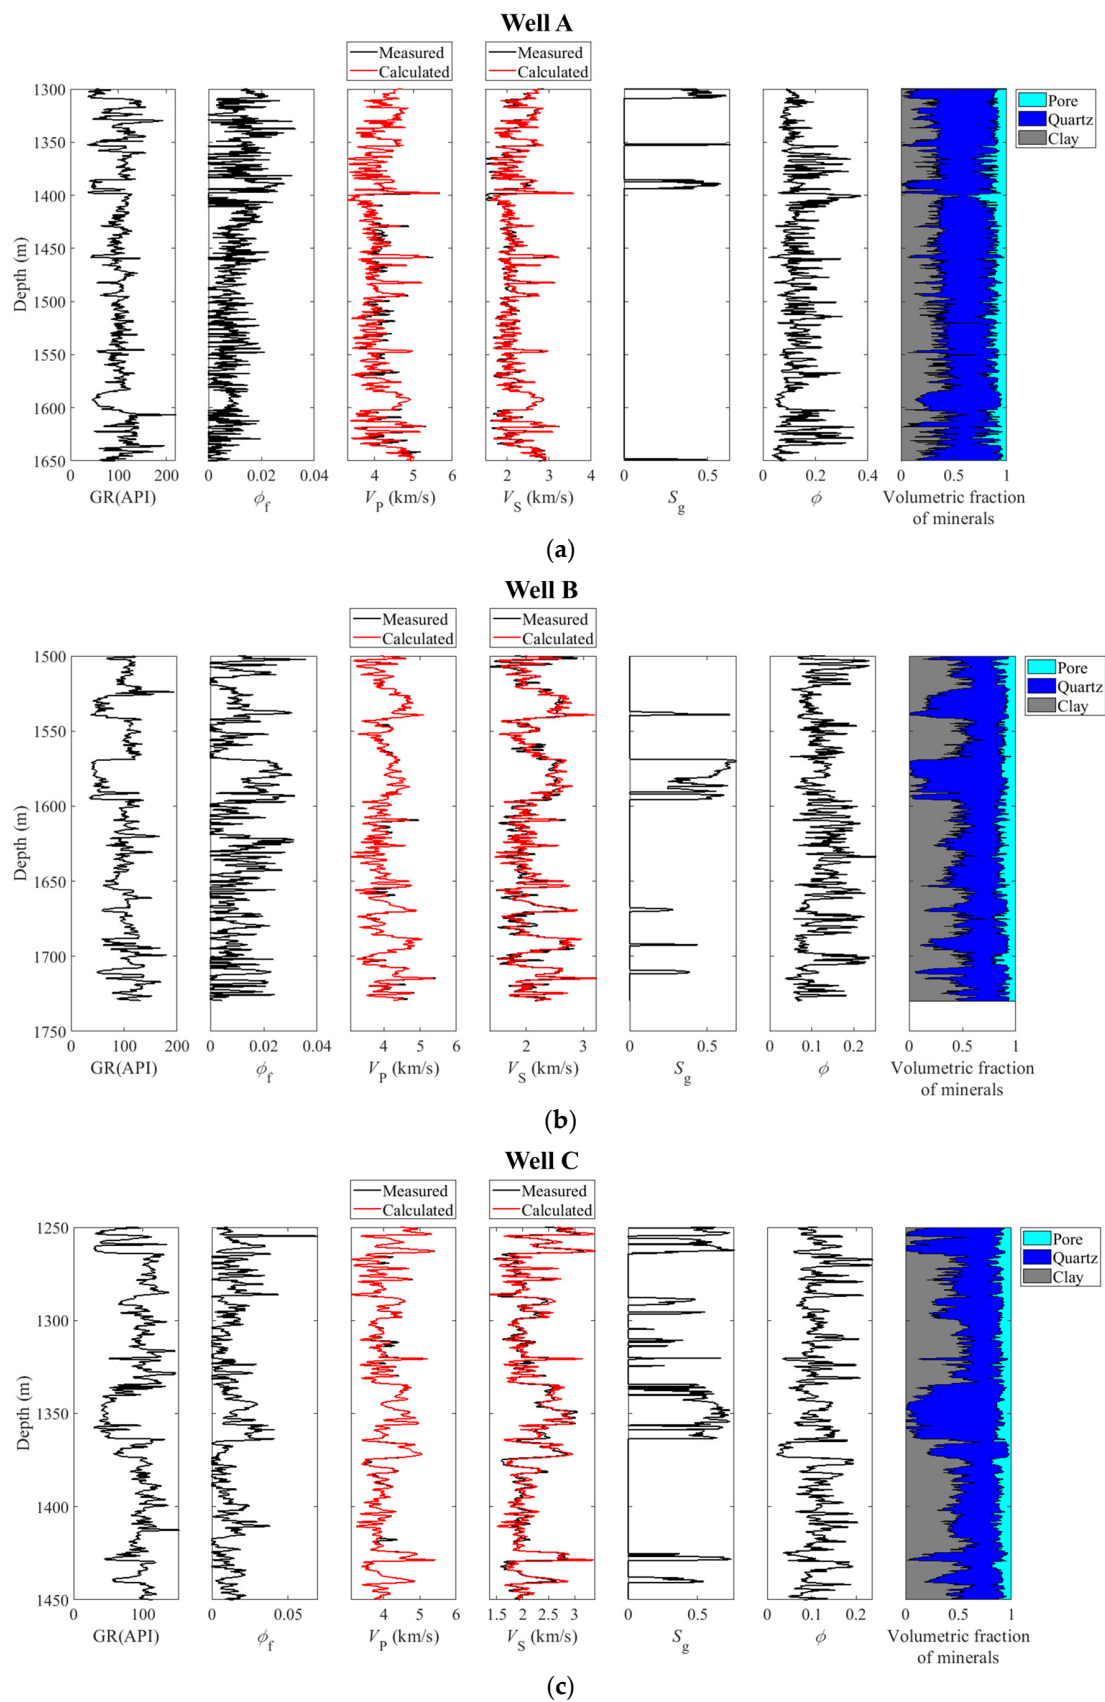 Well A
Measured
Calculated
Measured
Calculated
Pore
Quartz
Clay
1300
1350
1400
1450
1500
1550
1600
1650
Depth (m)
0 100 200
0 0.02 0.04
4 5 6
2 3 4
0 0.5
0 0.2 0.4
0 0.5 1
GR(API)
ϕf
VP (km/s)
VS (km/s)
Sg
ϕ
Volumetric fraction
of minerals
(a)
Well B
Measured
Calculated
Measured
Calculated
Pore
Quartz
Clay
1500
1550
1600
1650
1700
1750
Depth (m)
0 100 200
0 0.02 0.04
4 5 6
2 3
0 0.5
0 0.1 0.2
0 0.5 1
GR(API)
ϕf
VP (km/s)
VS (km/s)
Sg
ϕ
Volumetric fraction
of minerals
(b)
Well C
Measured
Calculated
Measured
Calculated
Pore
Quartz
Clay
1250
1300
1350
1400
1450
Depth (m)
0 100
0 0.05
4 5 6
1.5 2 2.5 3
0 0.5
0 0.1 0.2
0 0.5 1
GR(API)
ϕf
VP (km/s)
VS (km/s)
Sg
ϕ
Volumetric fraction
of minerals
(c)